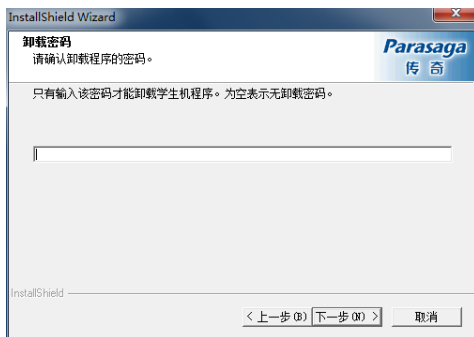 InstallShield Wizard
卸载密码
请确认卸载程序的密码。
Parasaga
传奇
只有输入该密码才能卸载学生机程序。为空表示无卸载密码。
InstallShield
< 上一步(B) 下一步(N) > 取消